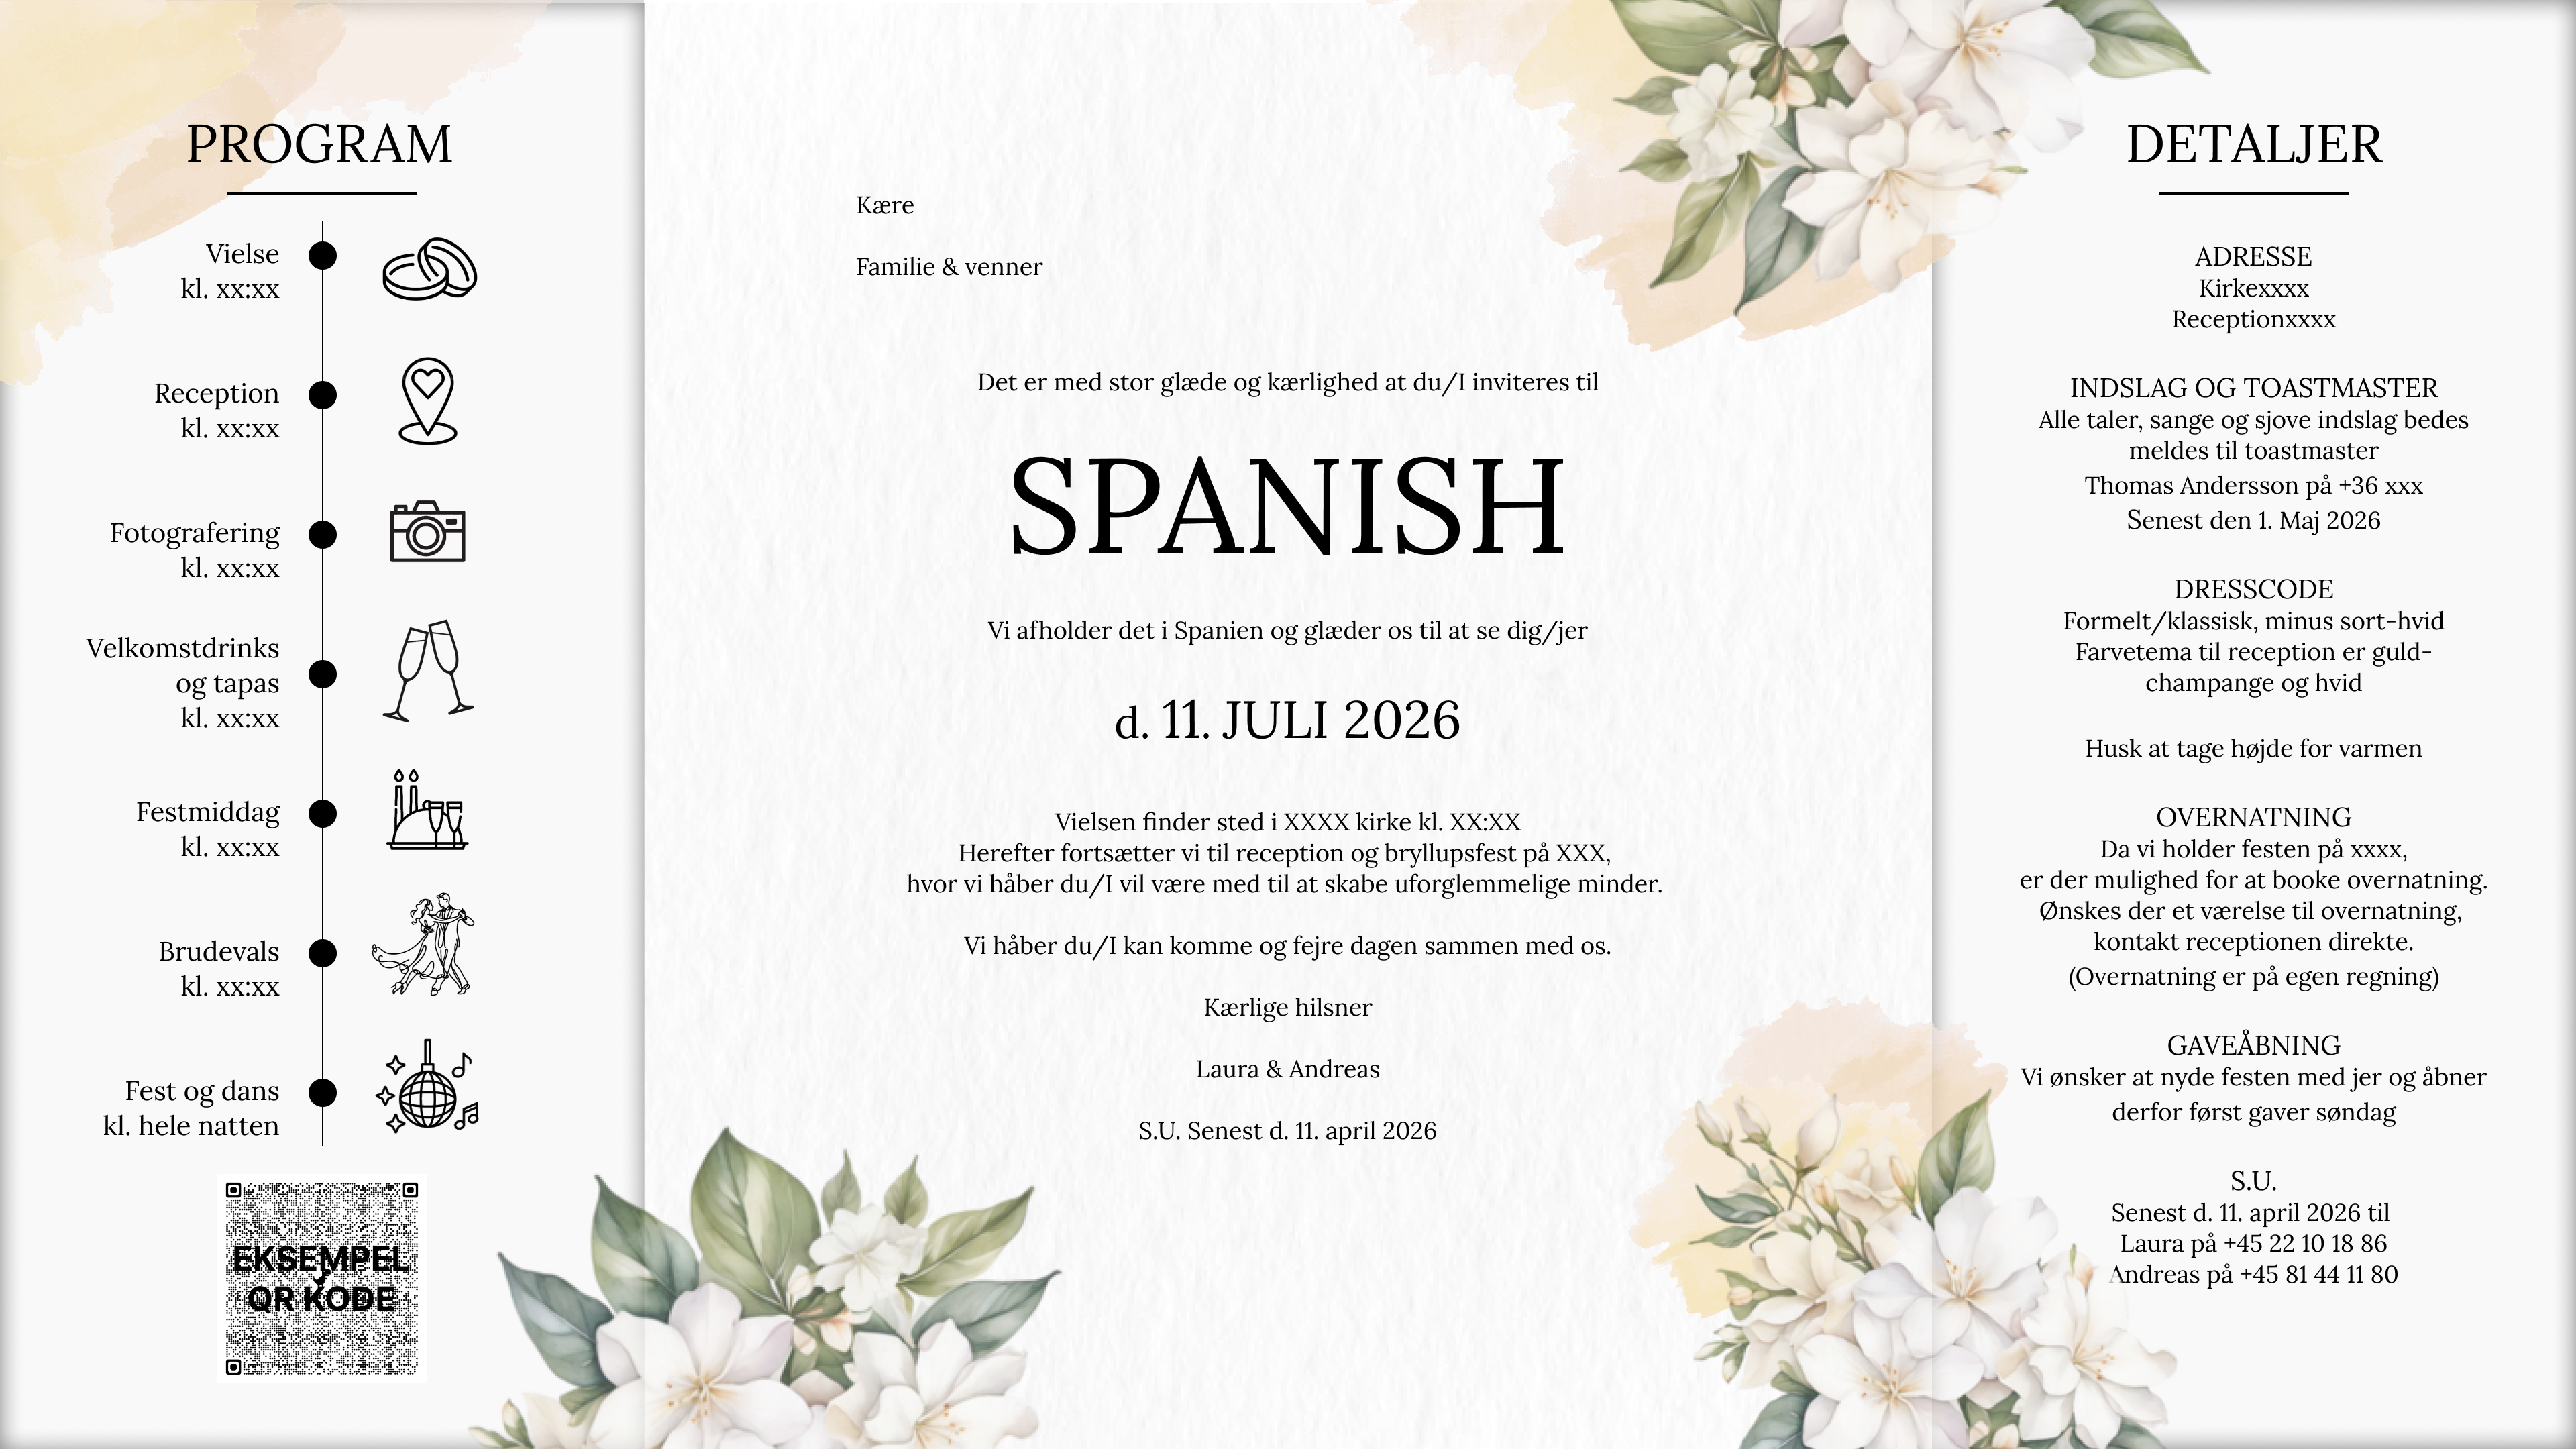 PROGRAM
Vielse
kl. xx:xx
Reception
kl. xx:xx
Fotografering
kl. xx:xx
Velkomstdrinks
og tapas
kl. xx:xx
Festmiddag
kl. xx:xx
Brudevals
kl. xx:xx
Fest og dans
kl. hele natten
EKSEMPEL
QR KODE
Kære
Familie & venner
Det er med stor glæde og kærlighed at du/I inviteres til
SPANISH
Vi afholder det i Spanien og glæder os til at se dig/jer
d. 11. JULI 2026
Vielsen finder sted i XXXX kirke kl. XX:XX
Herefter fortsætter vi til reception og bryllupsfest på XXX,
hvor vi håber du/I vil være med til at skabe uforglemmelige minder.
Vi håber du/I kan komme og fejre dagen sammen med os.
Kærlige hilsner
Laura & Andreas
S.U. Senest d. 11. april 2026
DETALJER
ADRESSE
Kirkexxxx
Receptionxxxx
INDSLAG OG TOASTMASTER
Alle taler, sange og sjove indslag bedes
meldes til toastmaster
Thomas Andersson på +36 xxx
Senest den 1. Maj 2026
DRESSCODE
Formelt/klassisk, minus sort-hvid
Farvetema til reception er guld-
champange og hvid
Husk at tage højde for varmen
OVERNATNING
Da vi holder festen på xxxx,
er der mulighed for at booke overnatning.
Ønskes der et værelse til overnatning,
kontakt receptionen direkte.
(Overnatning er på egen regning)
GAVEÅBNING
Vi ønsker at nyde festen med jer og åbner
derfor først gaver søndag
S.U.
Senest d. 11. april 2026 til
Laura på +45 22 10 18 86
Andreas på +45 81 44 11 80